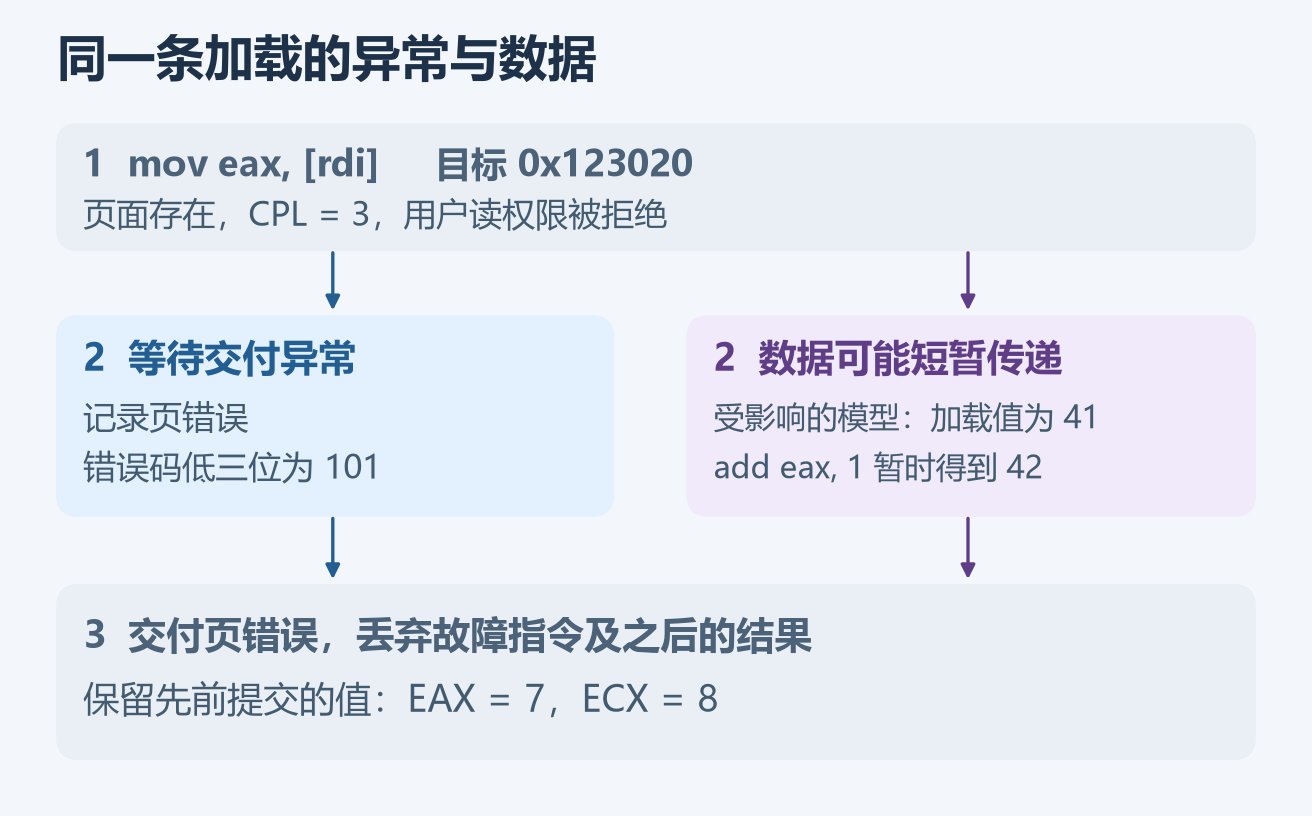 同一条加载的异常与数据
1 mov eax, [rdi] 目标 0x123020
页面存在，CPL = 3，用户读权限被拒绝
2 等待交付异常
记录页错误
错误码低三位为 101
2 数据可能短暂传递
受影响的模型：加载值为 41
add eax, 1 暂时得到 42
3 交付页错误，丢弃故障指令及之后的结果
保留先前提交的值：EAX = 7，ECX = 8